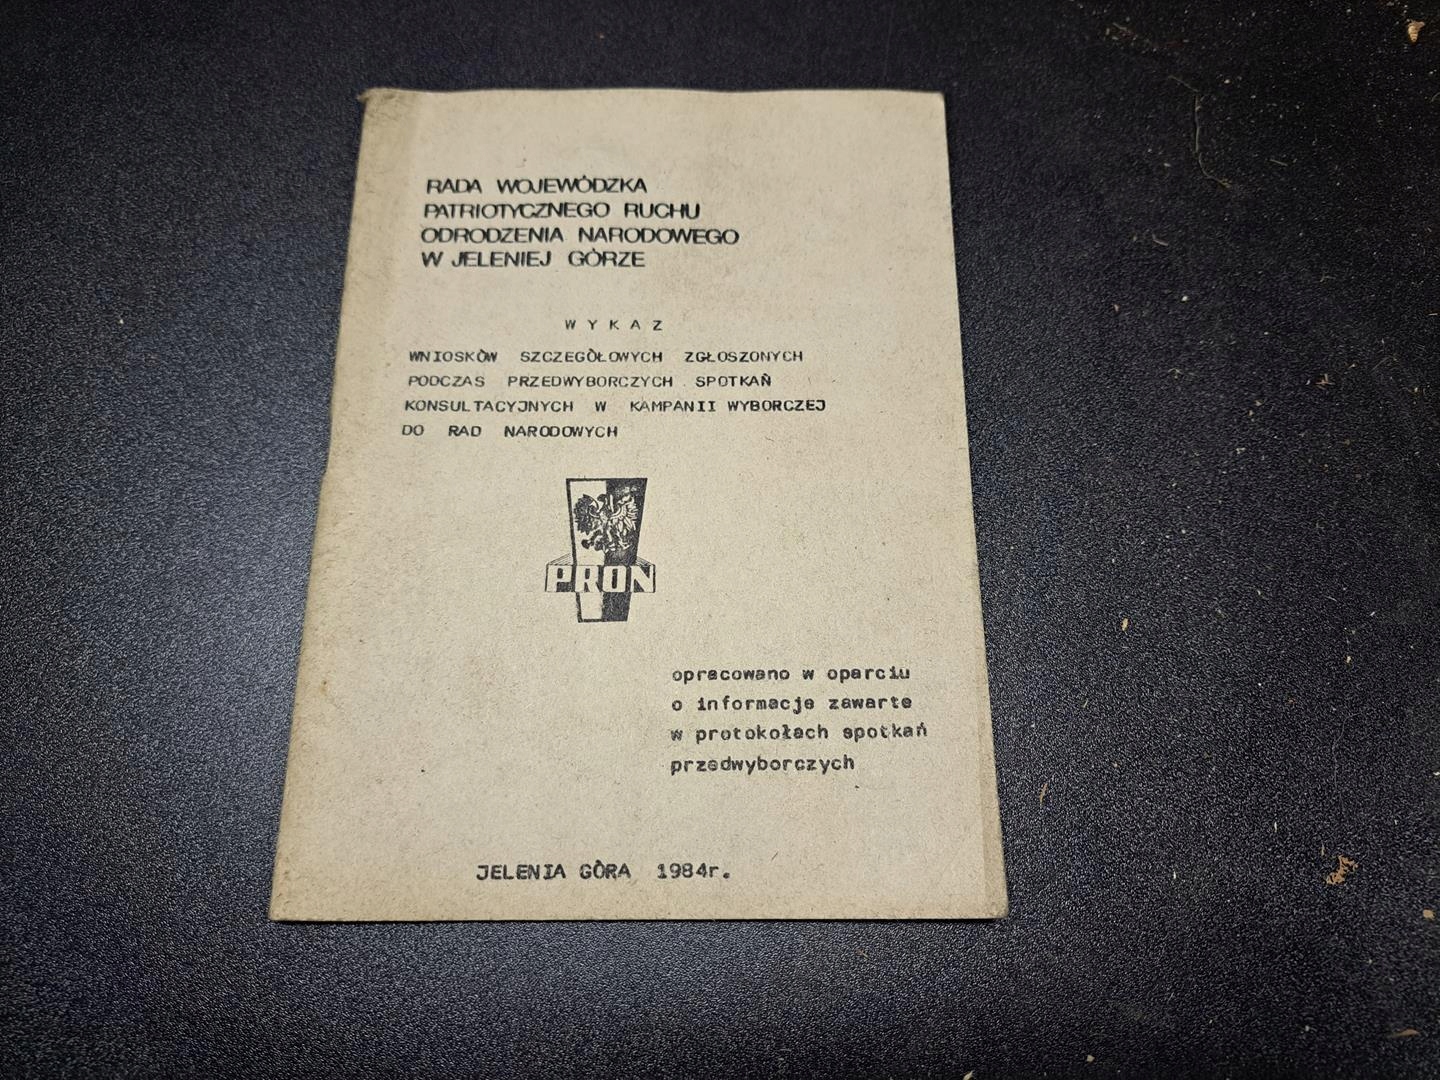 RADA WOJEWÓDZKA
PATRIOTYCZNEGO RUCHU
ODRODZENIA NARODOWEGO
W JELENIEJ GÓRZE
W Y K A Z
WNIOSKÓW SZCZEGÓŁOWYCH ZGŁOSZONYCH
PODCZAS PRZEDWYBORCZYCH SPOTKAŃ
KONSULTACYJNYCH W KAMPANII WYBORCZEJ
DO RAD NARODOWYCH
PRON
opracowano w oparciu
o informacje zawarte
w protokołach spotkań
przedwyborczych
JELENIA GÓRA 1984r.